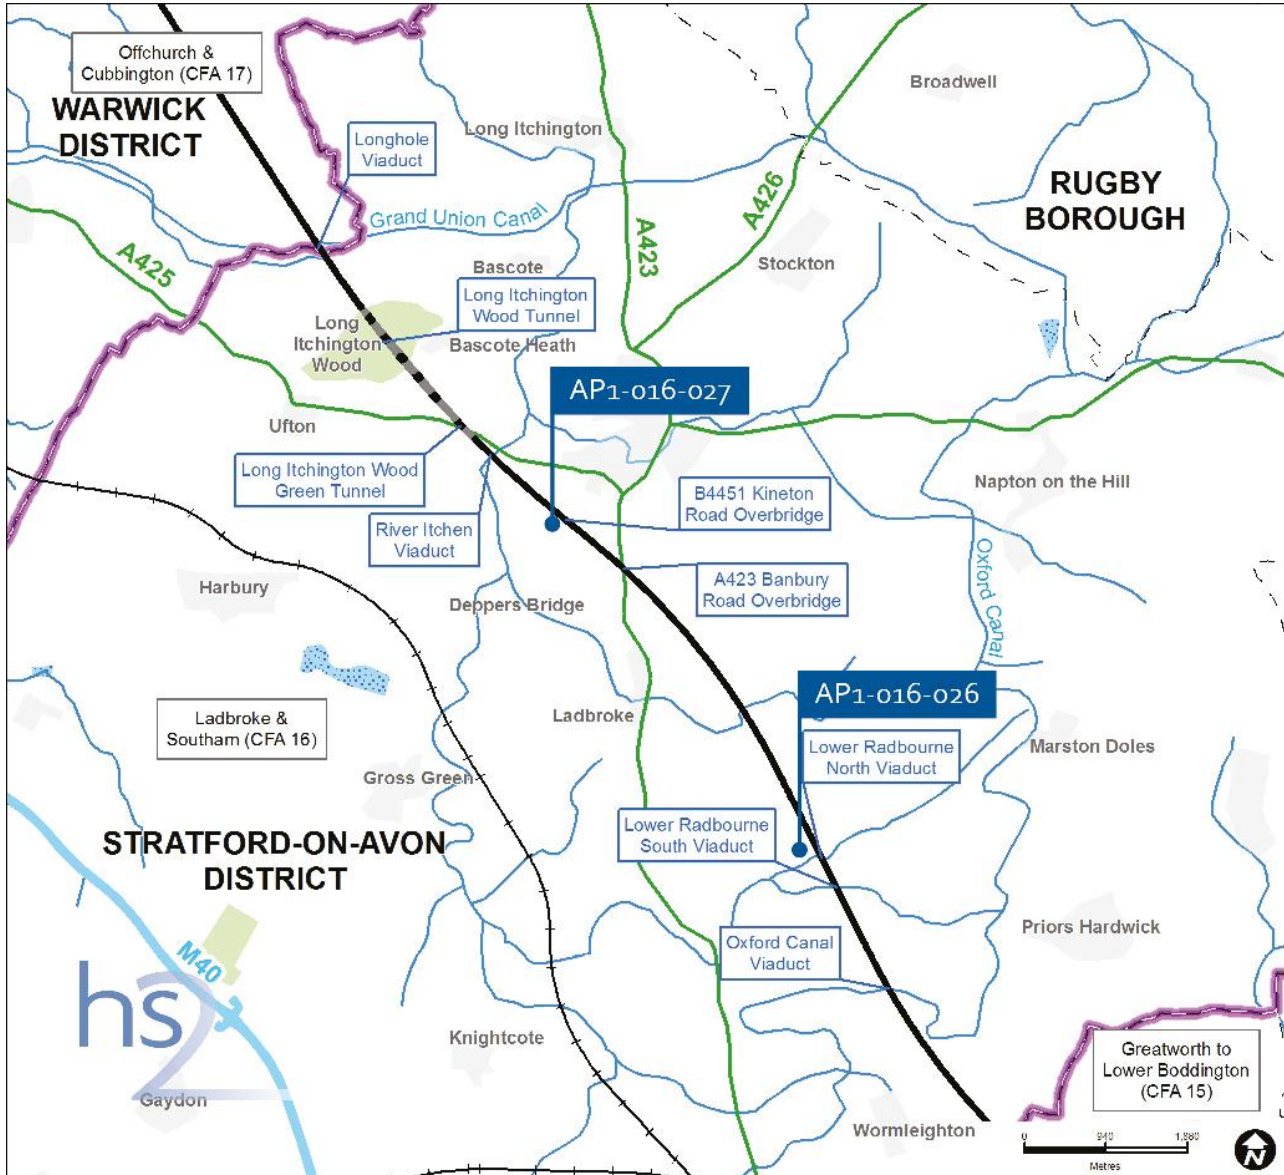 Offchurch &
Cubbington (CFA 17)
WARWICK
DISTRICT
Longhole
Viaduct
Long Itchington
Broadwell
RUGBY
BOROUGH
Grand Union Canal
A423
A426
A425
Stockton
Bascote
Long Itchington
Wood Tunnel
Long
Itchington
Wood
Bascote Heath
AP1-016-027
Ufton
Long Itchington Wood
Green Tunnel
River Itchen
Viaduct
B4451 Kineton
Road Overbridge
Napton on the Hill
A423 Banbury
Road Overbridge
Oxford Canal
Harbury
Deppers Bridge
AP1-016-026
Ladbroke &
Southam (CFA 16)
Ladbroke
Lower Radbourne
North Viaduct
Marston Doles
Gross Green
Lower Radbourne
South Viaduct
STRATFORD-ON-AVON
DISTRICT
M40
Oxford Canal
Viaduct
Priors Hardwick
hs2
Knightcote
Gaydon
Greatworth to
Lower Boddington
(CFA 15)
Wormleighton
0 940 1,880
Metres
N